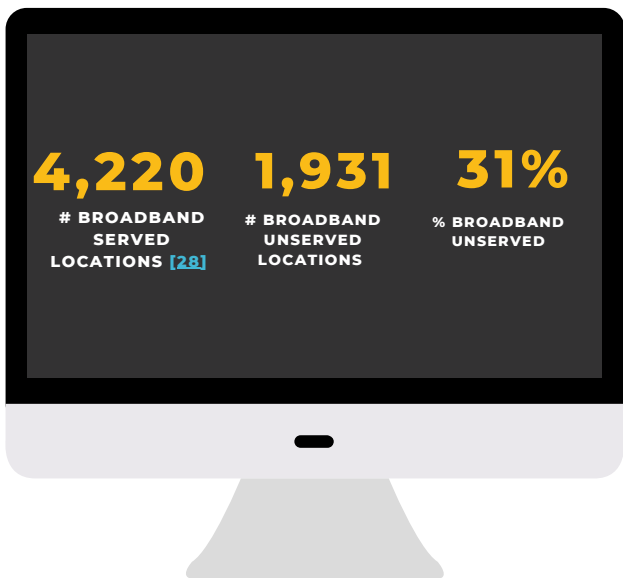 4,220
# BROADBAND
SERVED
LOCATIONS [28]
1,931
# BROADBAND
UNSERVED
LOCATIONS
31%
% BROADBAND
UNSERVED